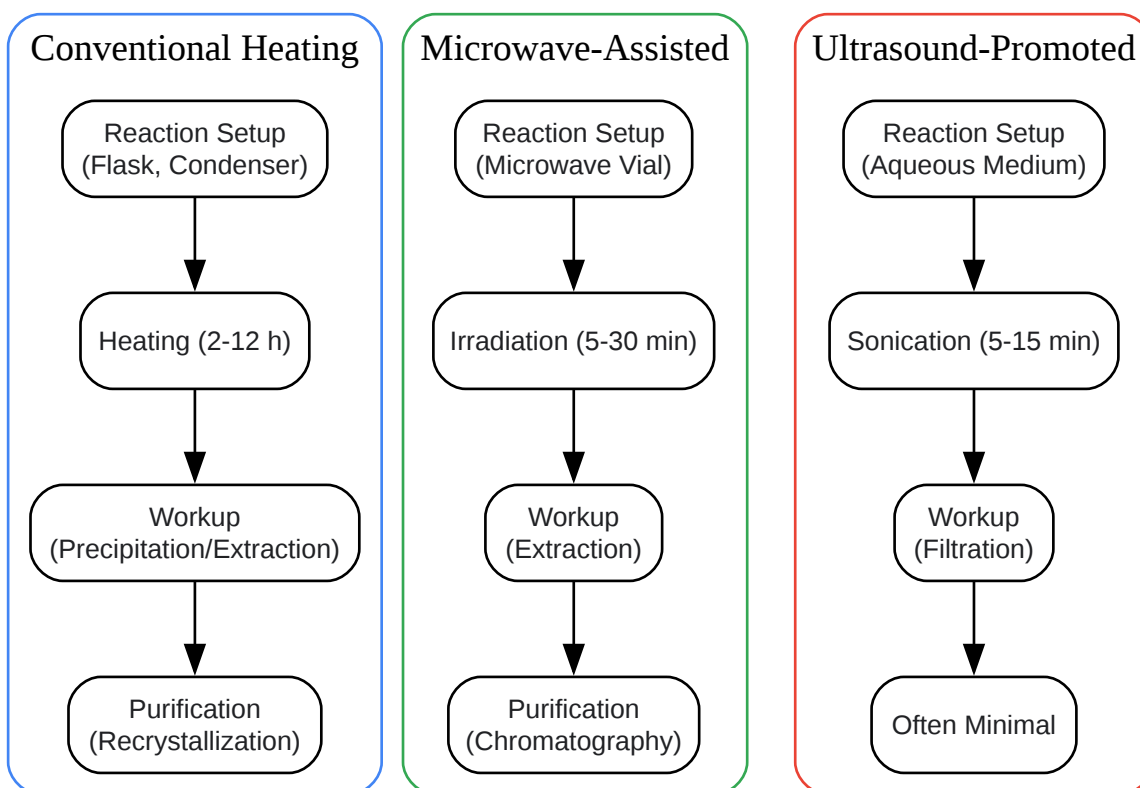 Conventional Heating
Reaction Setup
(Flask, Condenser)
Heating (2-12 h)
Workup
(Precipitation/Extraction)
Purification
(Recrystallization)
Microwave-Assisted
Reaction Setup
(Microwave Vial)
Irradiation (5-30 min)
Workup
(Extraction)
Purification
(Chromatography)
Ultrasound-Promoted
Reaction Setup
(Aqueous Medium)
Sonication (5-15 min)
Workup
(Filtration)
Often Minimal